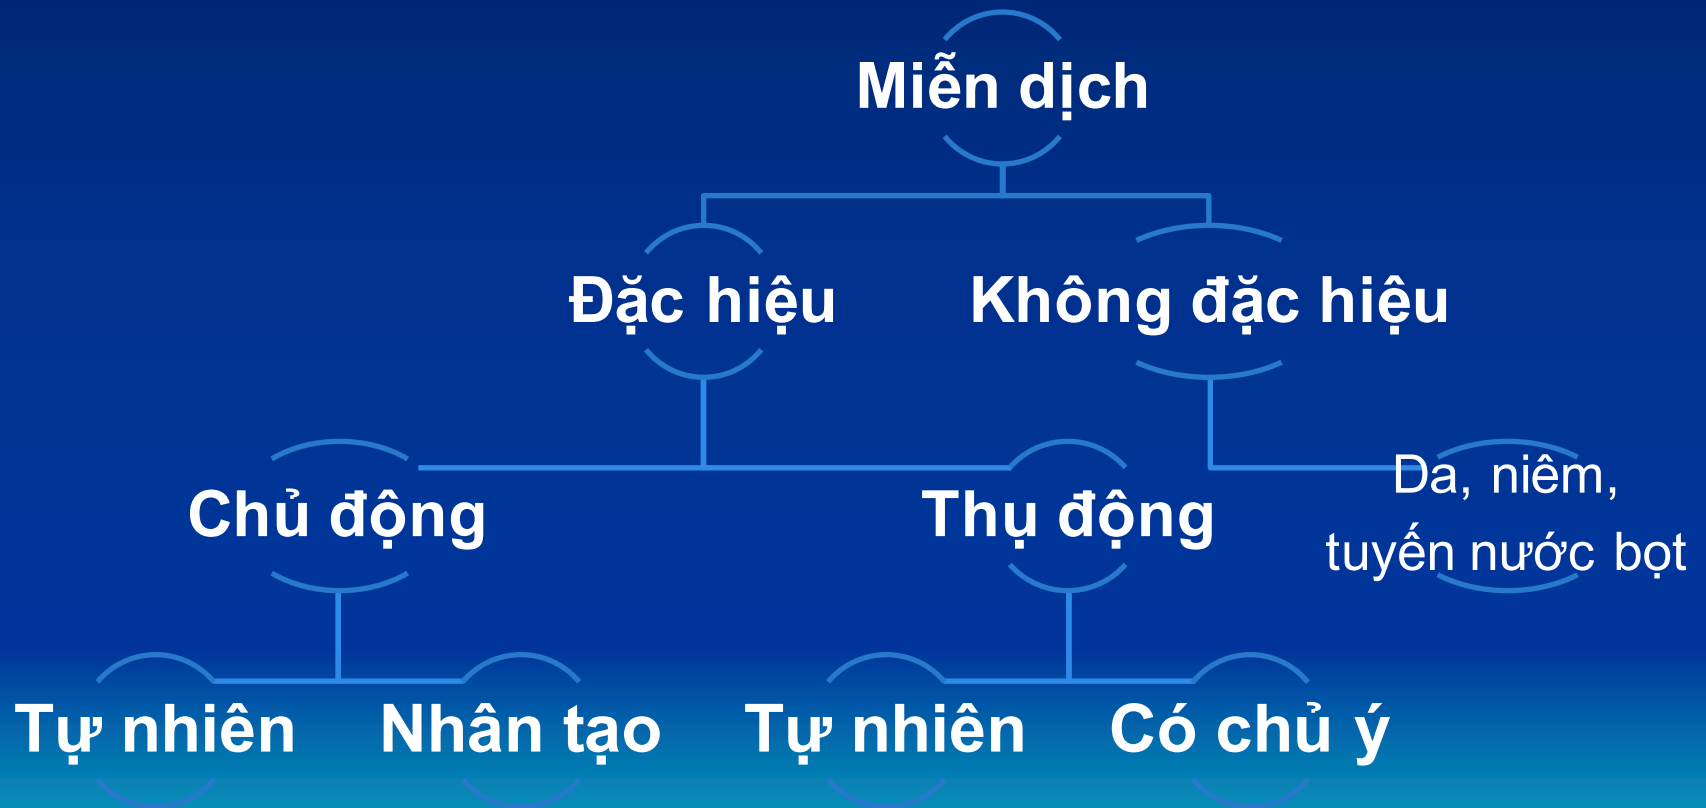 Miễn dịch
Đặc hiệu
Không đặc hiệu
Chủ động
Thụ động
Da, niêm,
tuyến nước bọt
Tự nhiên
Nhân tạo
Tự nhiên
Có chủ ý